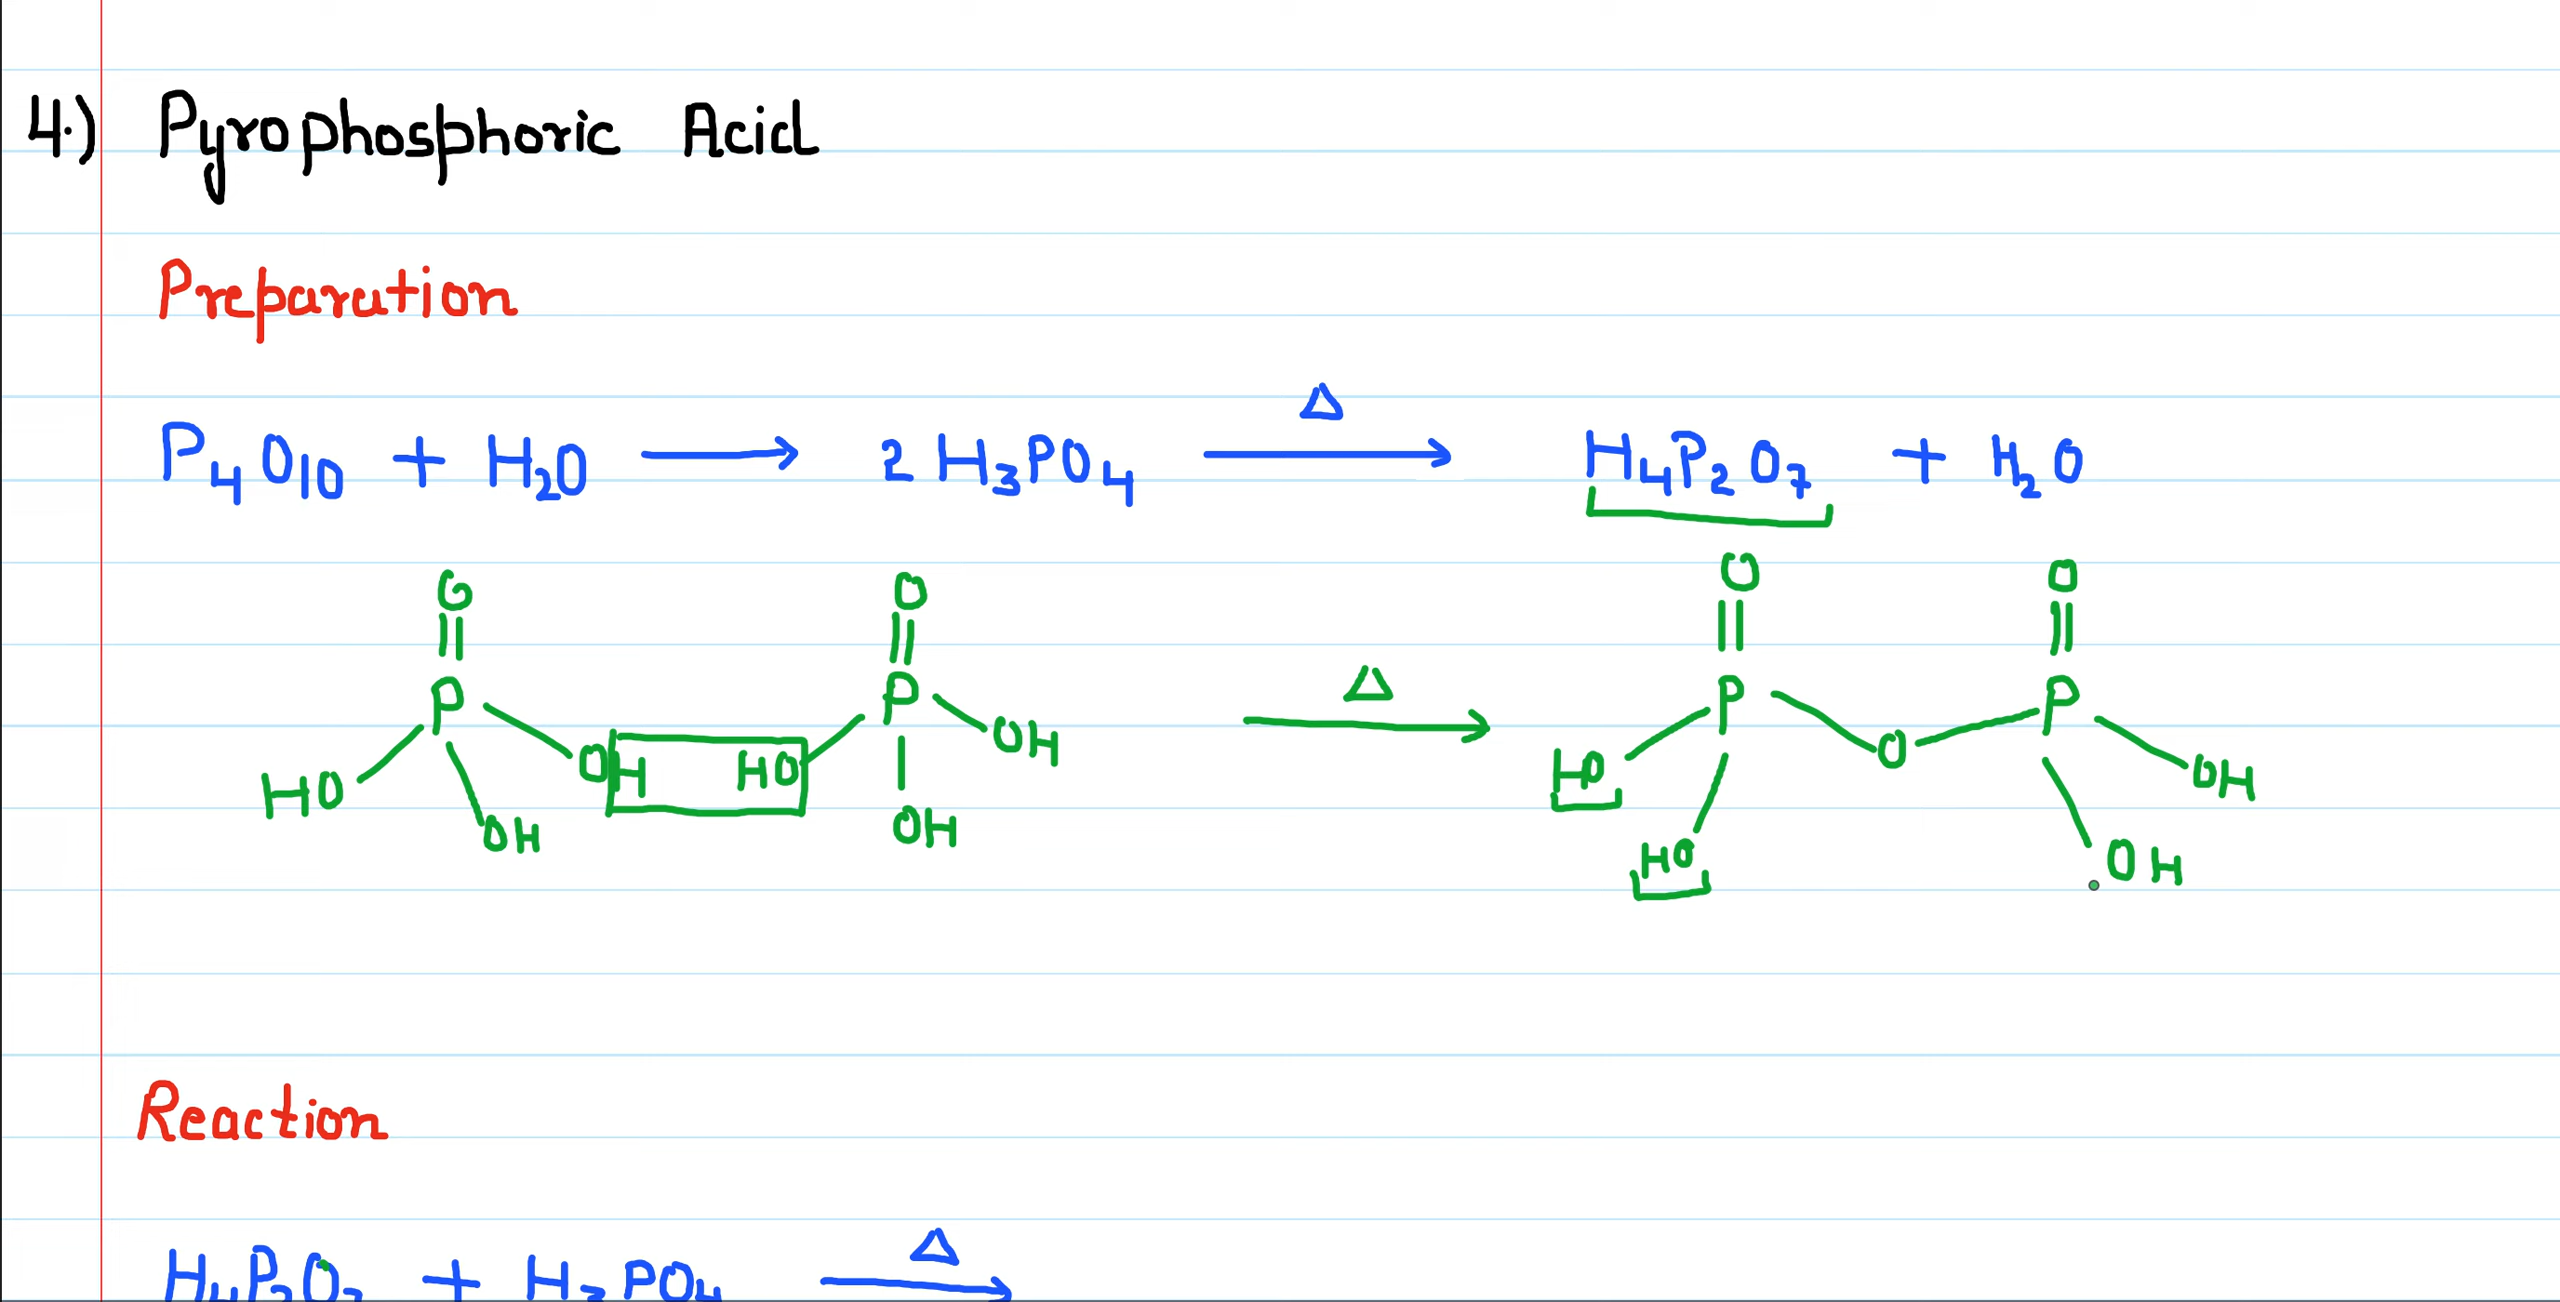 4.) Pyrophosphoric Acid
Preparation
Δ
P₄O₁₀ + H₂O → 2 H₃PO₄ → H₄P₂O₇ + H₂O
O O O O
|| || || ||
P P Δ P P
HO OH HO OH → HO O OH
OH OH HO OH
Reaction
Δ
H₄P₂O₇ + H₃PO₄ →